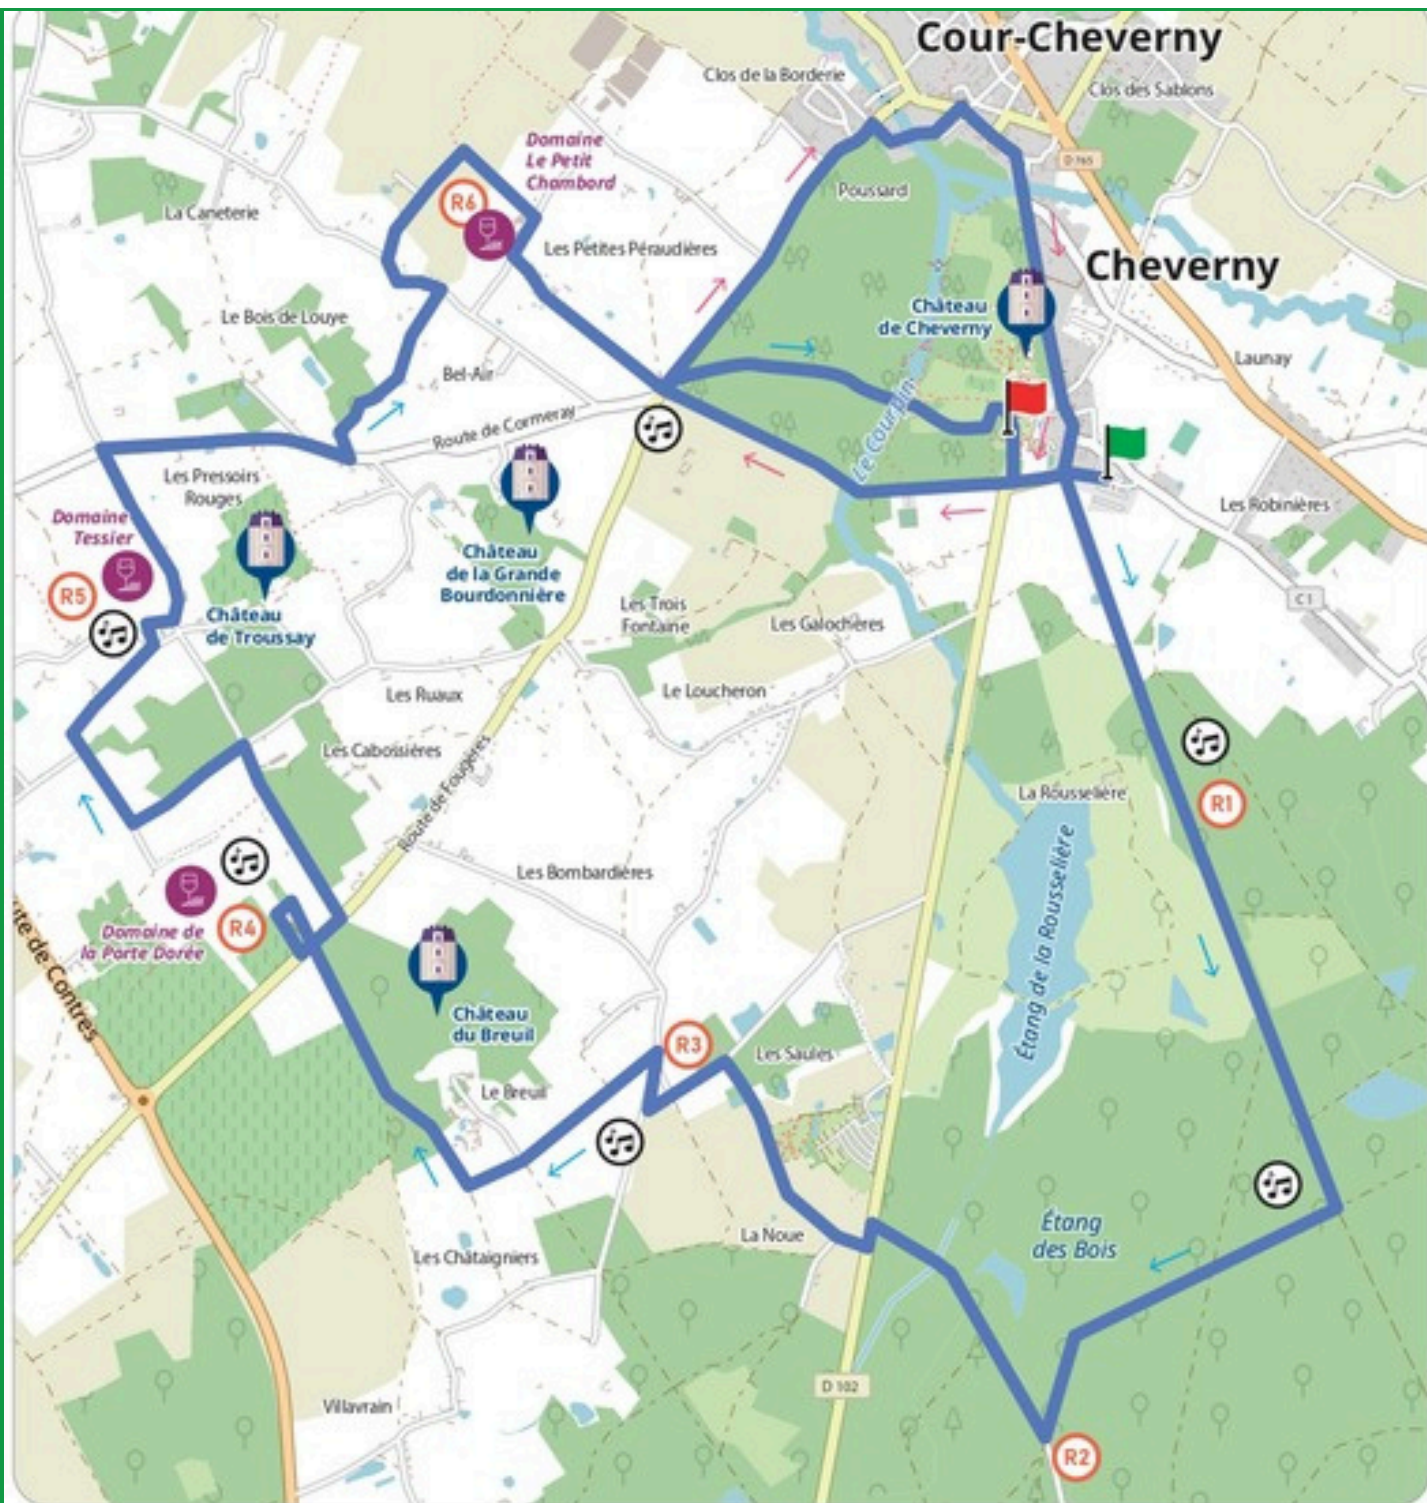 Cour-Cheverny
Clos de la Borderie
Clos des Sablons
Domaine
Le Petit
Chambord
D 765
R6
Poussard
La Caneterie
Les Petites Péraudières
Cheverny
Château
de Cheverny
Le Bois de Louye
Launay
Bel-Air
Le Courpin
Route de Cormeray
Les Pressoirs
Rouges
Les Robinières
Domaine
Tessier
Château
de la Grande
Bourdonnière
R5
C 1
Château
de Troussay
Les Trois
Fontaine
Les Galochères
Les Ruaux
Le Loucheron
Les Cabossières
Route de Fougères
La Rousselière
R1
Étang de la Rousselière
Les Bombardières
R4
Domaine de
la Porte Dorée
ute de Contres
Château
du Breuil
R3
Les Saules
Le Breuil
Étang
des Bois
La Noue
Les Châtaigniers
D 102
Villavrain
R2